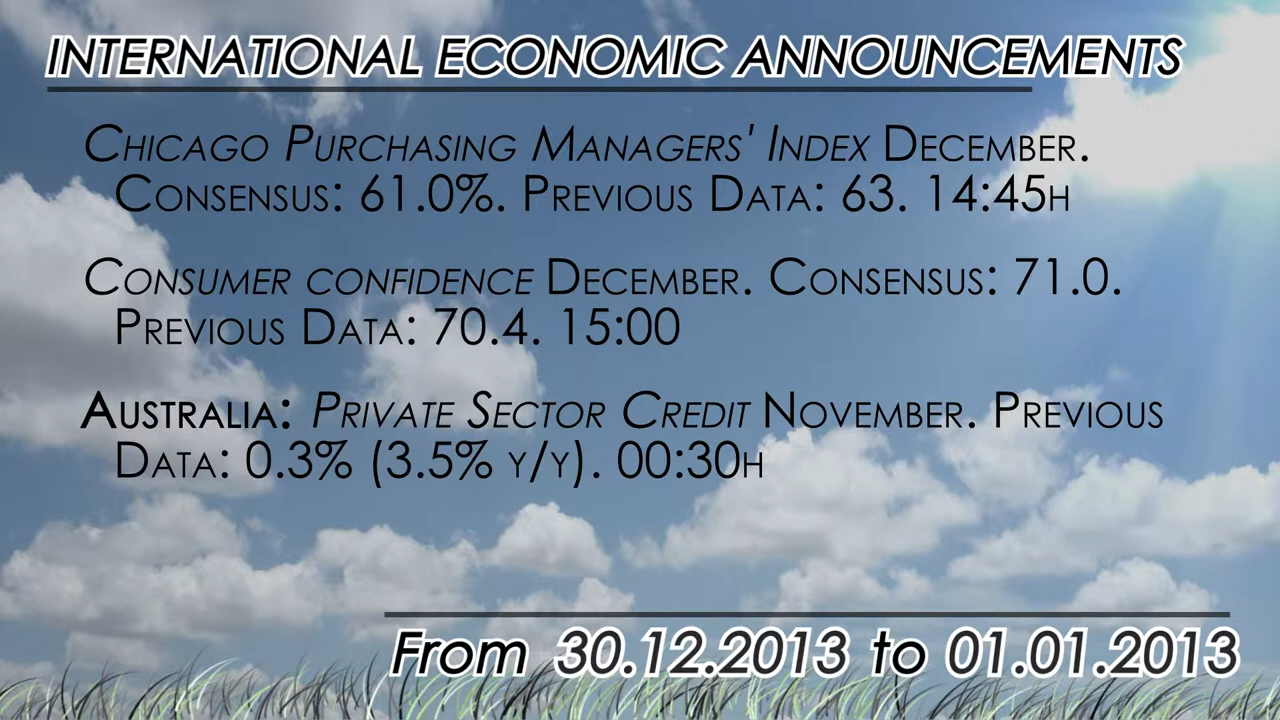 INTERNATIONAL ECONOMIC ANNOUNCEMENTS
Chicago Purchasing Managers' Index December.
Consensus: 61.0%. Previous Data: 63. 14:45h
Consumer confidence December. Consensus: 71.0.
Previous Data: 70.4. 15:00
Australia: Private Sector Credit November. Previous
Data: 0.3% (3.5% y/y). 00:30h
From 30.12.2013 to 01.01.2013